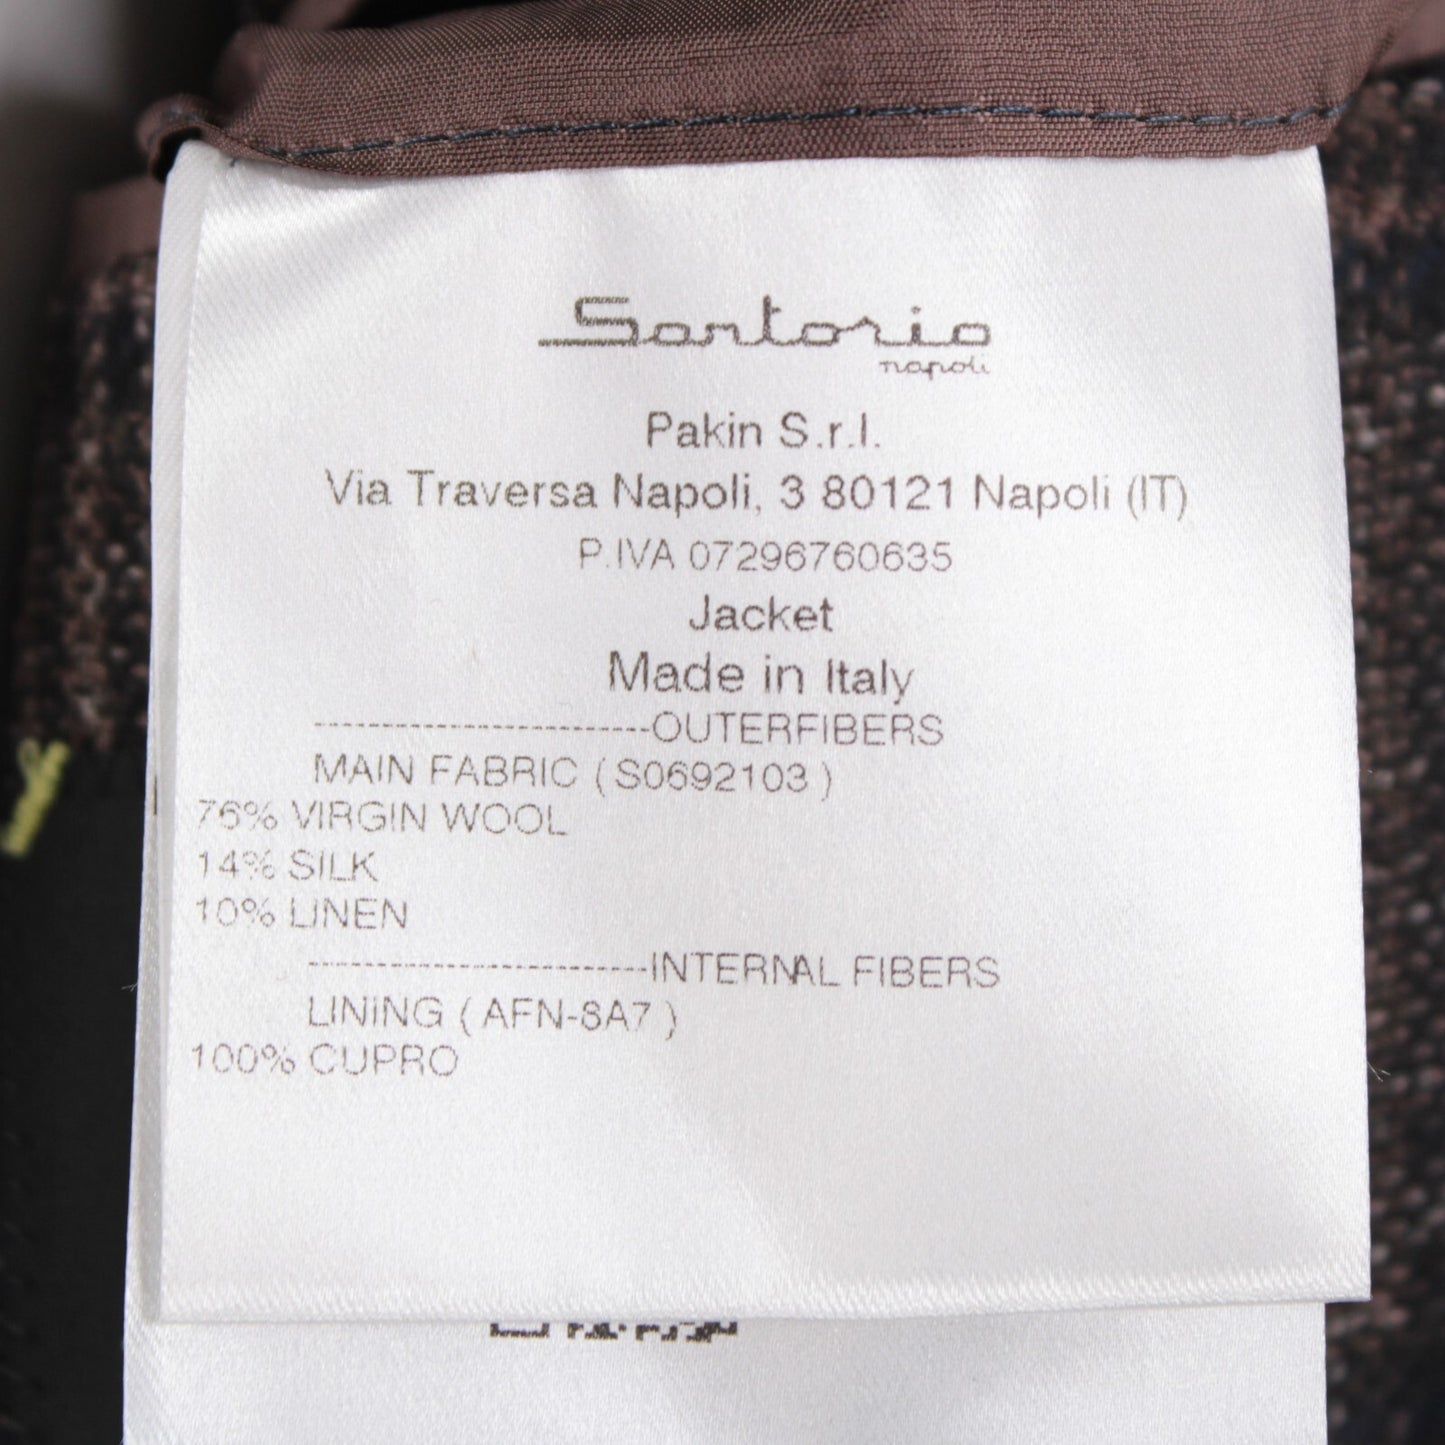 Sartorio
napoli
Pakin S.r.l.
Via Traversa Napoli, 3 80121 Napoli (IT)
P.IVA 07296760635
Jacket
Made in Italy
-----------------------------OUTERFIBERS
MAIN FABRIC ( S0692103 )
76% VIRGIN WOOL
14% SILK
10% LINEN
-----------------------------INTERNAL FIBERS
LINING ( AFN-8A7 )
100% CUPRO